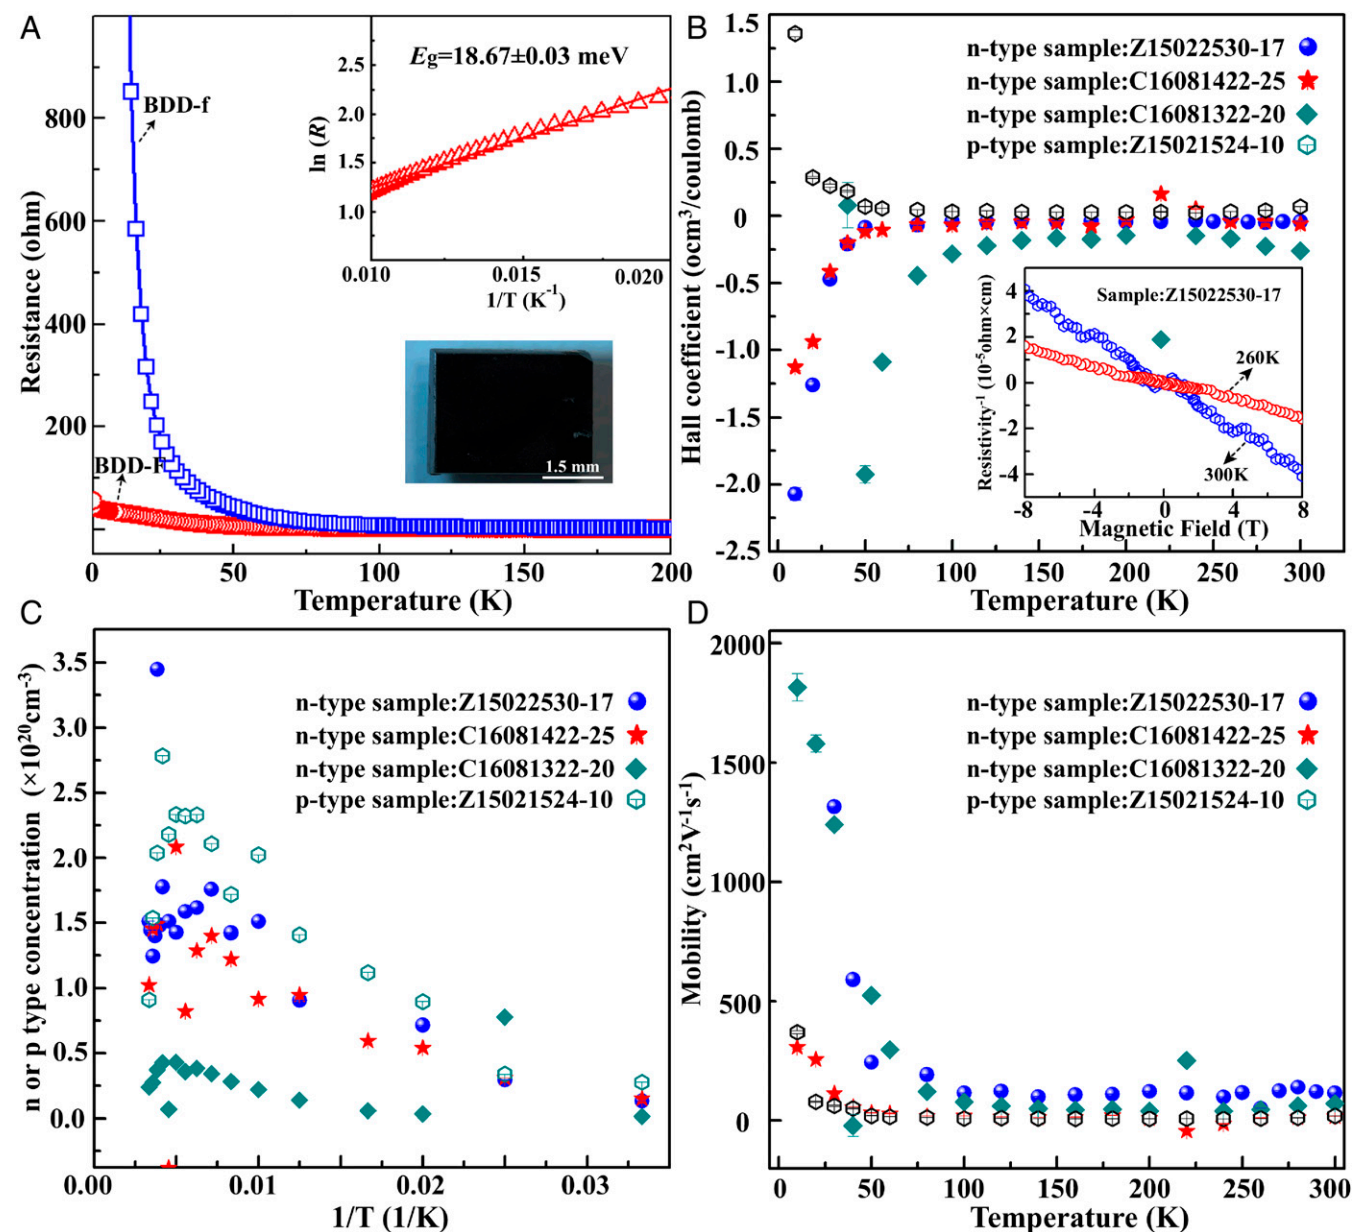 A
Resistance (ohm)
800
600
400
200
0
50
100
150
200
Temperature (K)
BDD-f
BDD-F
Eg=18.67±0.03 meV
ln (R)
2.5
2.0
1.5
1.0
0.010
0.015
0.020
1/T (K-1)
1.5 mm
B
Hall coefficient (ocm3/coulomb)
1.5
1.0
0.5
0
-0.5
-1.0
-1.5
-2.0
-2.5
0
50
100
150
200
250
300
Temperature (K)
n-type sample:Z15022530-17
n-type sample:C16081422-25
n-type sample:C16081322-20
p-type sample:Z15021524-10
Sample:Z15022530-17
Resistivity-1 (10-5ohm×cm)
4
2
0
-2
-4
260K
300K
-8
-4
0
4
8
Magnetic Field (T)
C
n or p type concentration (×1020cm-3)
3.5
3.0
2.5
2.0
1.5
1.0
0.5
0.0
0.00
0.01
0.02
0.03
1/T (1/K)
n-type sample:Z15022530-17
n-type sample:C16081422-25
n-type sample:C16081322-20
p-type sample:Z15021524-10
D
Mobility (cm2V-1s-1)
2000
1500
1000
500
0
0
50
100
150
200
250
300
Temperature (K)
n-type sample:Z15022530-17
n-type sample:C16081422-25
n-type sample:C16081322-20
p-type sample:Z15021524-10